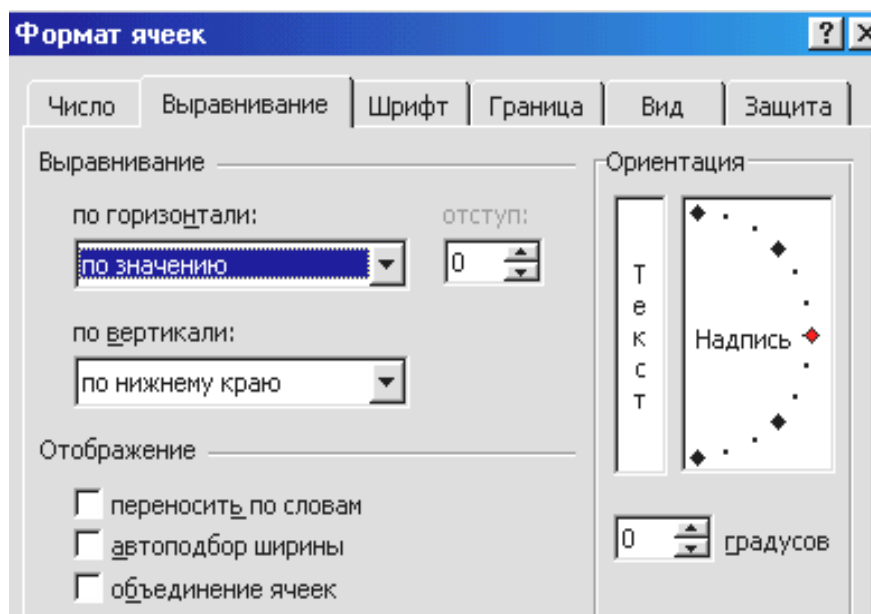 Формат ячеек
Число Выравнивание Шрифт Граница Вид Защита
Выравнивание
по горизонтали:
отступ:
по значению
0
по вертикали:
по нижнему краю
Отображение
переносить по словам
автоподбор ширины
объединение ячеек
Ориентация
Текст
Надпись
0 градусов